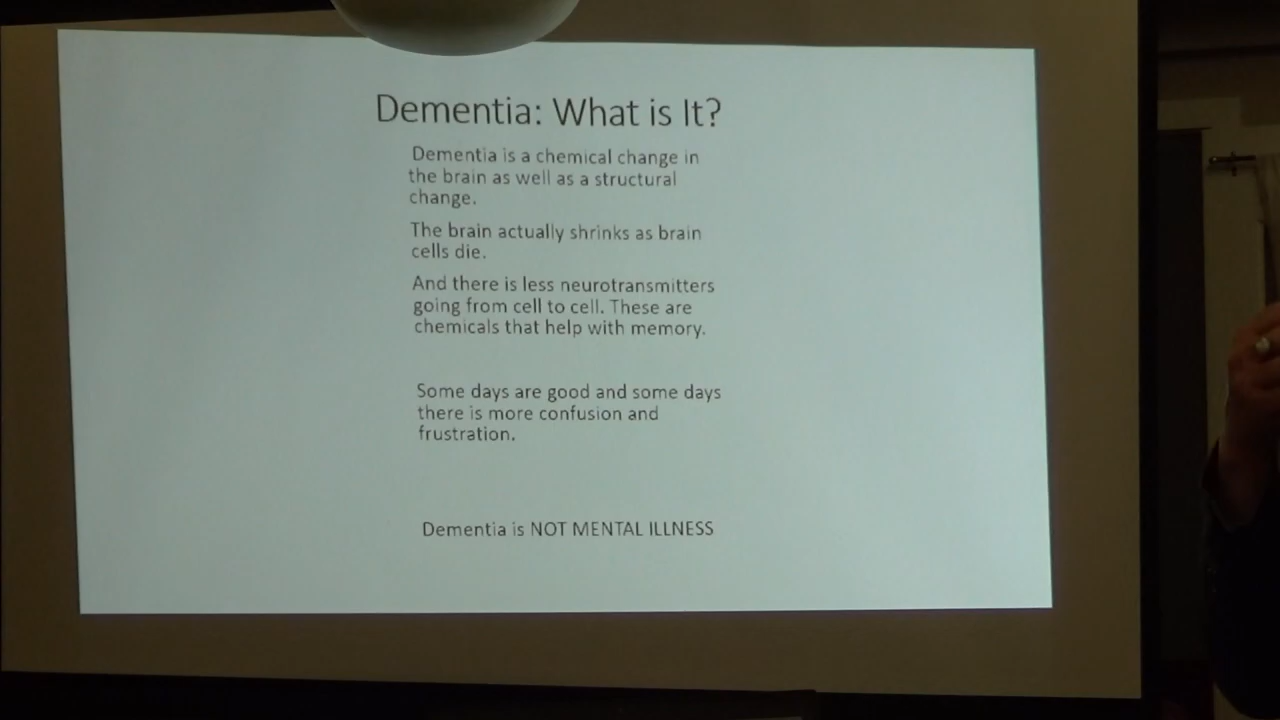 Dementia: What is It?
Dementia is a chemical change in
the brain as well as a structural
change.
The brain actually shrinks as brain
cells die.
And there is less neurotransmitters
going from cell to cell. These are
chemicals that help with memory.
Some days are good and some days
there is more confusion and
frustration.
Dementia is NOT MENTAL ILLNESS